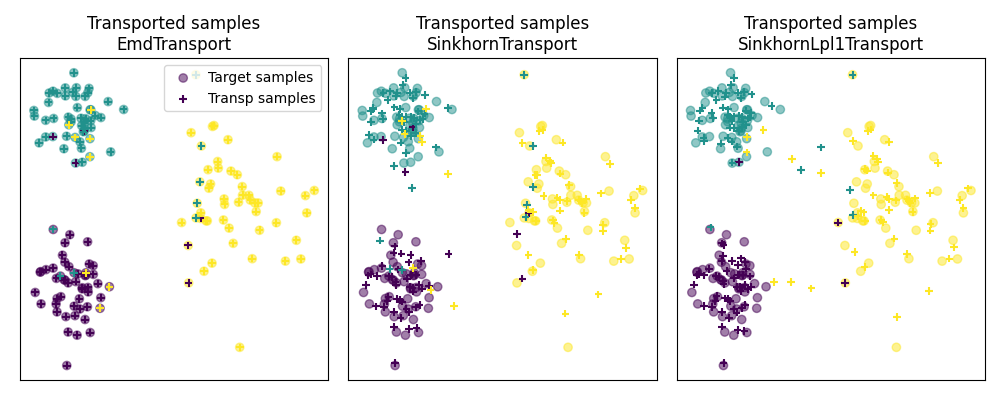 Transported samples
EmdTransport
Transported samples
SinkhornTransport
Transported samples
SinkhornLpl1Transport
Target samples
Transp samples